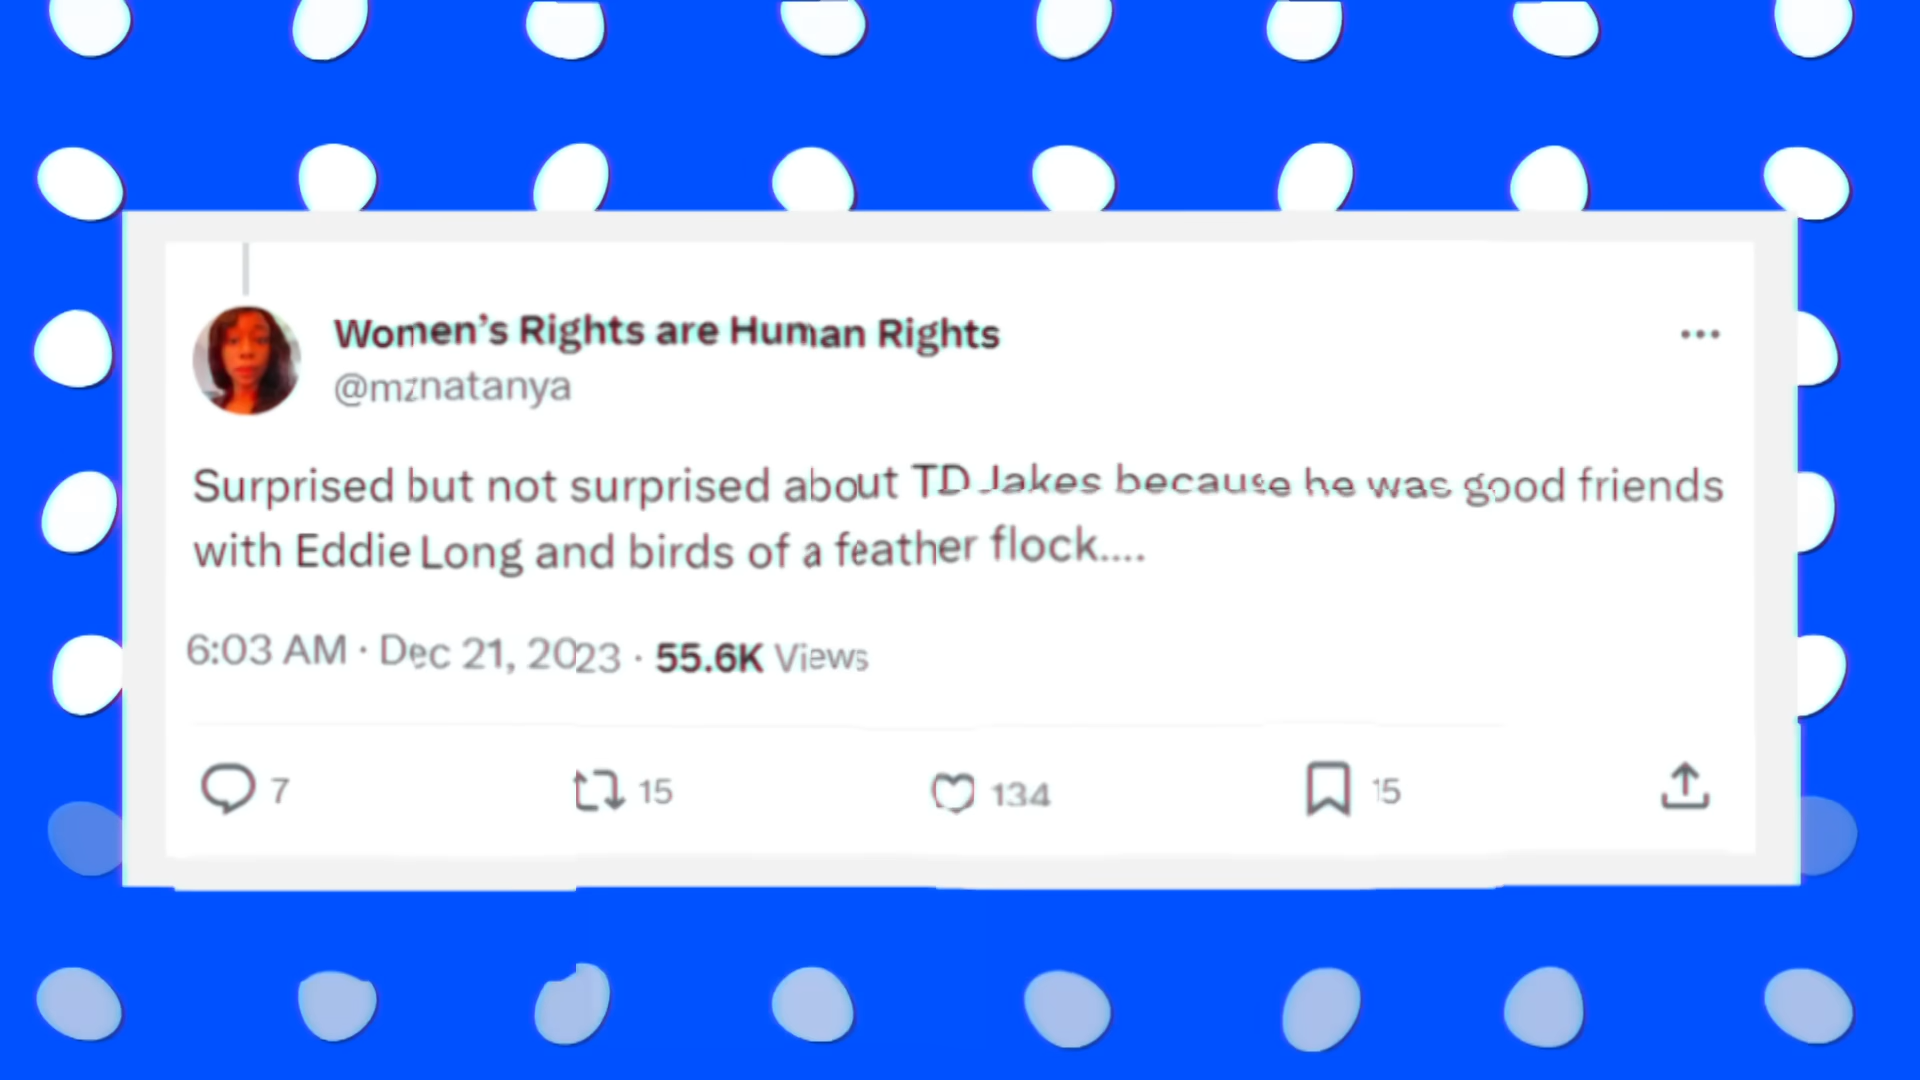 Women's Rights are Human Rights
@mznatanya
Surprised but not surprised about TD Jakes because he was good friends
with Eddie Long and birds of a feather flock....
6:03 AM · Dec 21, 2023 · 55.6K Views
7 15 134 15